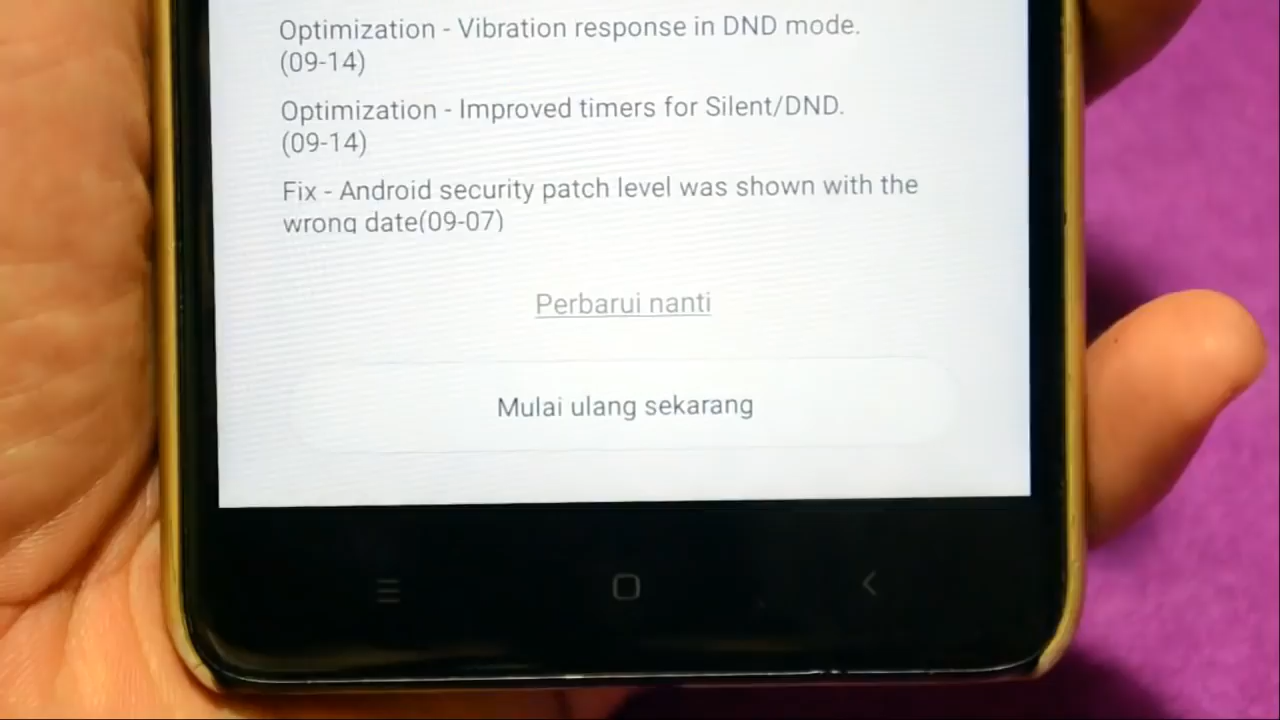 Optimization - Vibration response in DND mode.
(09-14)
Optimization - Improved timers for Silent/DND.
(09-14)
Fix - Android security patch level was shown with the
wrong date(09-07)
Perbarui nanti
Mulai ulang sekarang